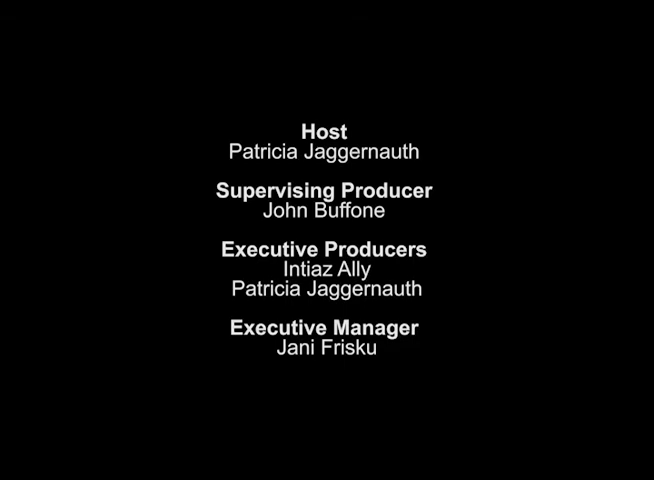 Host
Patricia Jaggernauth
Supervising Producer
John Buffone
Executive Producers
Intiaz Ally
Patricia Jaggernauth
Executive Manager
Jani Frisku